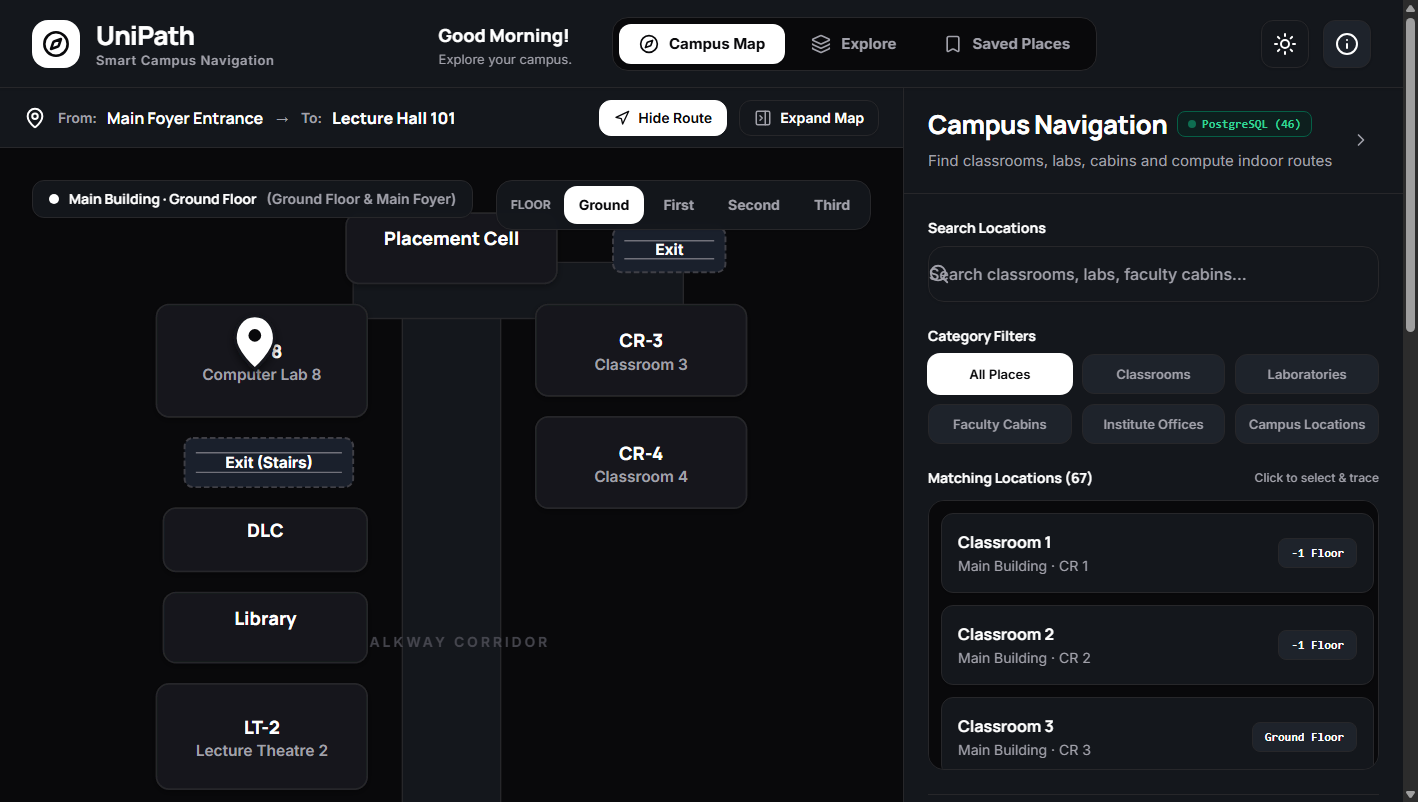 UniPath
Smart Campus Navigation
Good Morning!
Explore your campus.
Campus Map
Explore
Saved Places
From: Main Foyer Entrance → To: Lecture Hall 101
Hide Route
Expand Map
Main Building · Ground Floor (Ground Floor & Main Foyer)
FLOOR Ground First Second Third
Placement Cell
Exit
8
Computer Lab 8
CR-3
Classroom 3
CR-4
Classroom 4
Exit (Stairs)
DLC
Library
ALKWAY CORRIDOR
LT-2
Lecture Theatre 2
Campus Navigation
PostgreSQL (46)
Find classrooms, labs, cabins and compute indoor routes
Search Locations
Search classrooms, labs, faculty cabins...
Category Filters
All Places Classrooms Laboratories
Faculty Cabins Institute Offices Campus Locations
Matching Locations (67) Click to select & trace
Classroom 1
Main Building · CR 1
-1 Floor
Classroom 2
Main Building · CR 2
-1 Floor
Classroom 3
Main Building · CR 3
Ground Floor